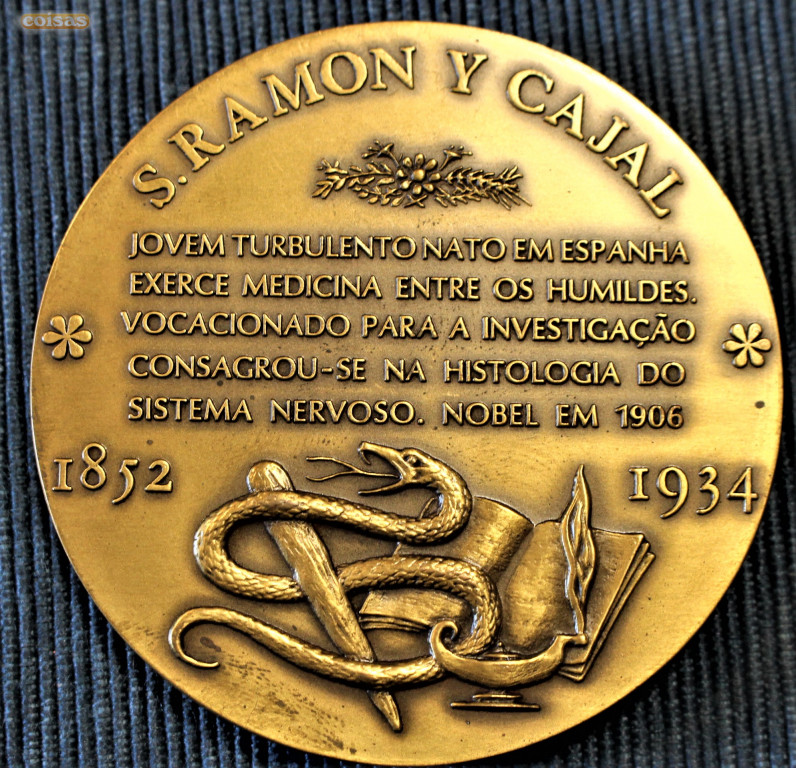 coisas
S. RAMON Y CAJAL
JOVEM TURBULENTO NATO EM ESPANHA
EXERCE MEDICINA ENTRE OS HUMILDES.
VOCACIONADO PARA A INVESTIGAÇÃO
CONSAGROU-SE NA HISTOLOGIA DO
SISTEMA NERVOSO. NOBEL EM 1906
1852
1934